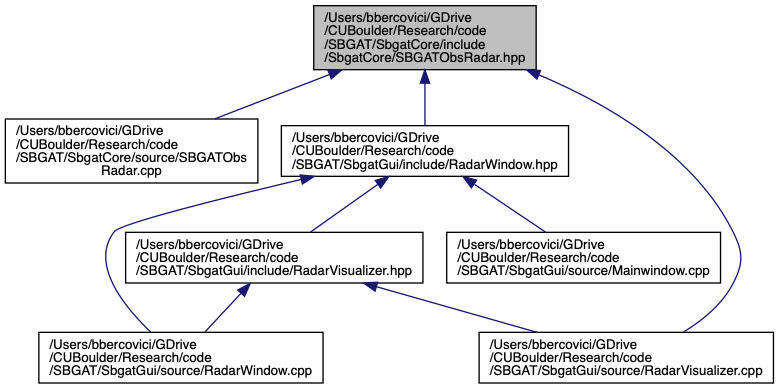 /Users/bbercovici/GDrive
/CUBoulder/Research/code
/SBGAT/SbgatCore/include
/SbgatCore/SBGATObsRadar.hpp
/Users/bbercovici/GDrive
/CUBoulder/Research/code
/SBGAT/SbgatCore/source/SBGATObs
Radar.cpp
/Users/bbercovici/GDrive
/CUBoulder/Research/code
/SBGAT/SbgatGui/include/RadarWindow.hpp
/Users/bbercovici/GDrive
/CUBoulder/Research/code
/SBGAT/SbgatGui/include/RadarVisualizer.hpp
/Users/bbercovici/GDrive
/CUBoulder/Research/code
/SBGAT/SbgatGui/source/Mainwindow.cpp
/Users/bbercovici/GDrive
/CUBoulder/Research/code
/SBGAT/SbgatGui/source/RadarWindow.cpp
/Users/bbercovici/GDrive
/CUBoulder/Research/code
/SBGAT/SbgatGui/source/RadarVisualizer.cpp